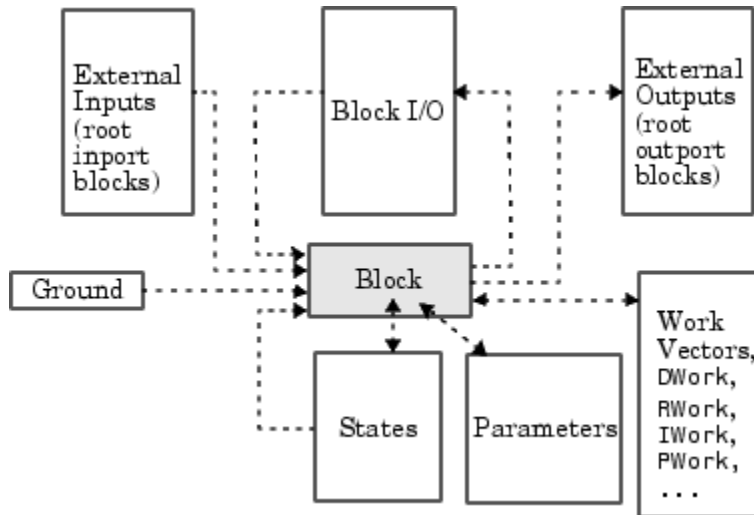 External
Inputs
(root
inport
blocks)
Block I/O
External
Outputs
(root
outport
blocks)
Ground
Block
States
Parameters
Work
Vectors,
DWork,
RWork,
IWork,
PWork,
...